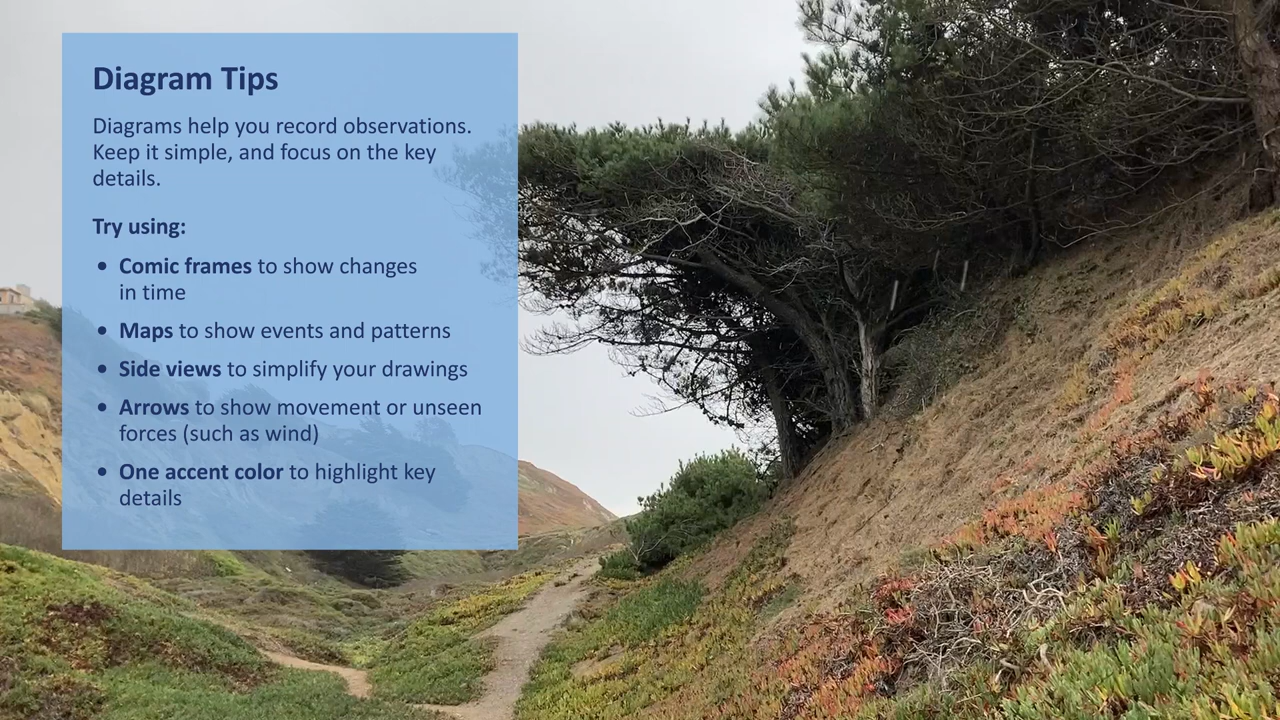 Diagram Tips
Diagrams help you record observations.
Keep it simple, and focus on the key
details.
Try using:
• Comic frames to show changes
in time
• Maps to show events and patterns
• Side views to simplify your drawings
• Arrows to show movement or unseen
forces (such as wind)
• One accent color to highlight key
details